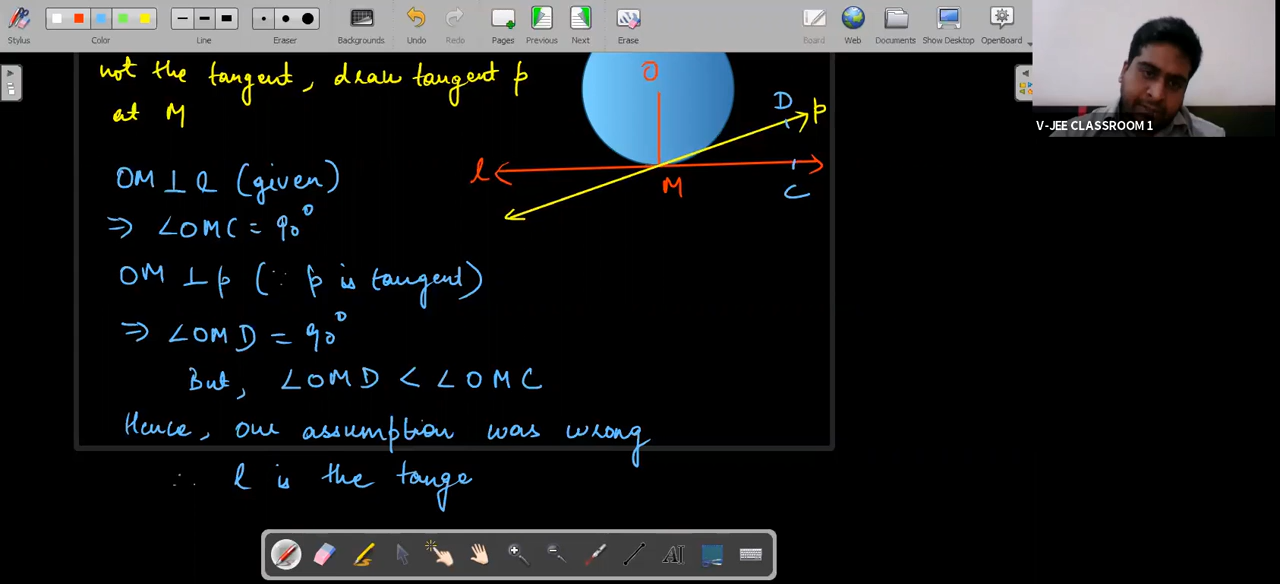 Stylus
Color
Line
Eraser
Backgrounds
Undo
Redo
Pages
Previous
Next
Erase
Board
Web
Documents
Show Desktop
OpenBoard
V-JEE CLASSROOM 1
not the tangent, draw tangent p
at M
O
D
p
l
M
C
OM ⊥ l (given)
⇒ ∠OMC = 90°
OM ⊥ p (∵ p is tangent)
⇒ ∠OMD = 90°
But, ∠OMD < ∠OMC
Hence, our assumption was wrong
∴ l is the tange
AI